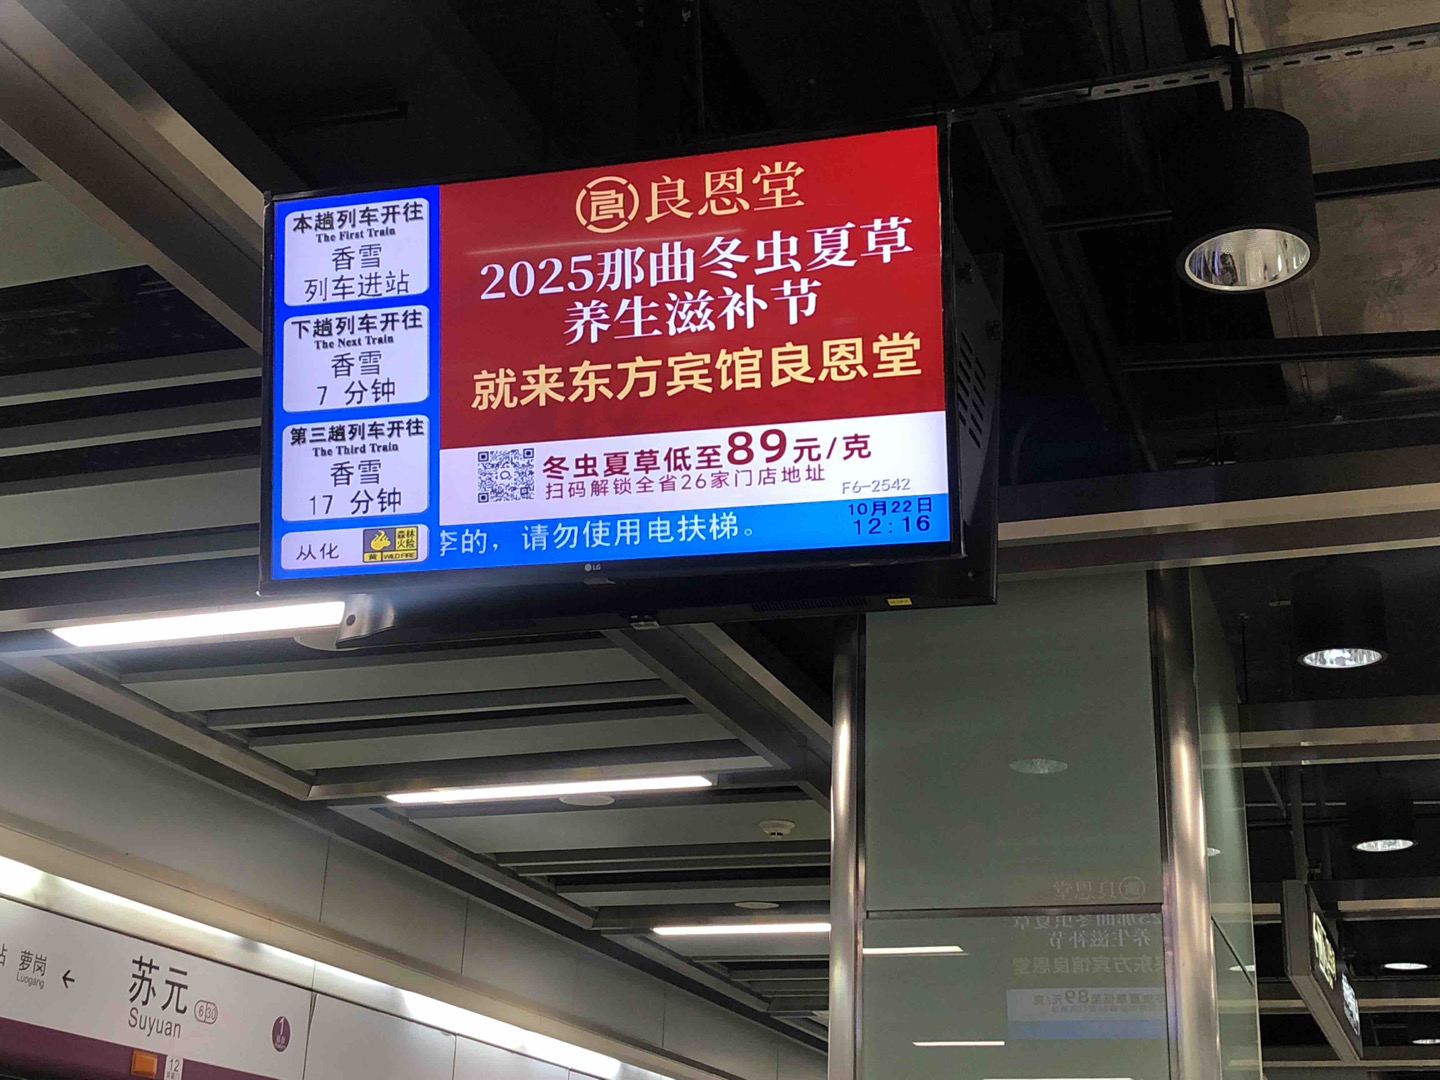 本趟列车开往
The First Train
香雪
列车进站
下趟列车开往
The Next Train
香雪
7 分钟
第三趟列车开往
The Third Train
香雪
17 分钟
从化
森林
火险
黄 WILD FIRE
良恩堂
2025那曲冬虫夏草
养生滋补节
就来东方宾馆良恩堂
冬虫夏草低至89元/克
扫码解锁全省26家门店地址
F6-2542
李的，请勿使用电扶梯。
10月22日
12:16
LG
站 萝岗
Luogang
←
苏元
6 30
Suyuan
1
12